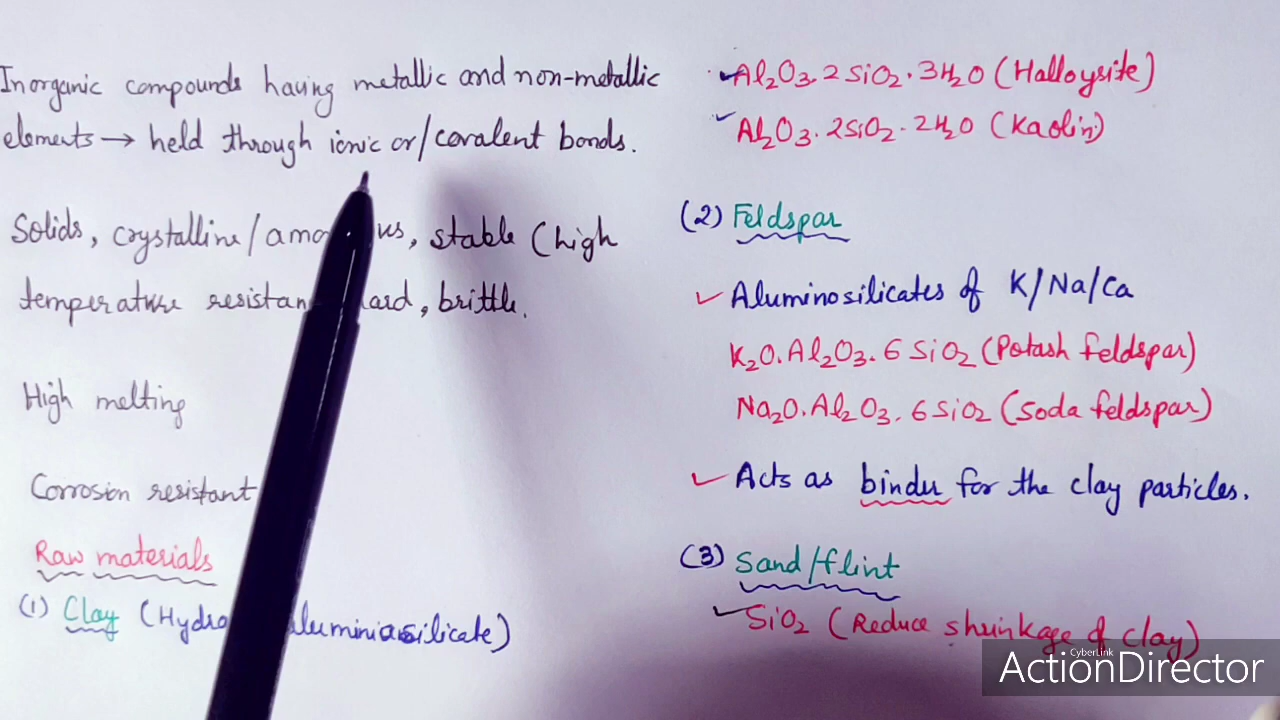 Inorganic compounds having metallic and non-metallic
elements → held through ionic or/covalent bonds.
Solids, crystalline/amo us, stable (high
temperature resistan ard, brittle.
High melting
Corrosion resistant
Raw materials
(1) Clay (Hydra aluminiasilicate)
Al2O3.2SiO2.3H2O (Halloysite)
Al2O3.2SiO2.2H2O (Kaolin)
(2) Feldspar
Aluminosilicates of K/Na/Ca
K2O.Al2O3.6SiO2 (Potash feldspar)
Na2O.Al2O3.6SiO2 (Soda feldspar)
Acts as binder for the clay particles.
(3) Sand/flint
SiO2 (Reduce shrinkage of clay)
CyberLink
ActionDirector